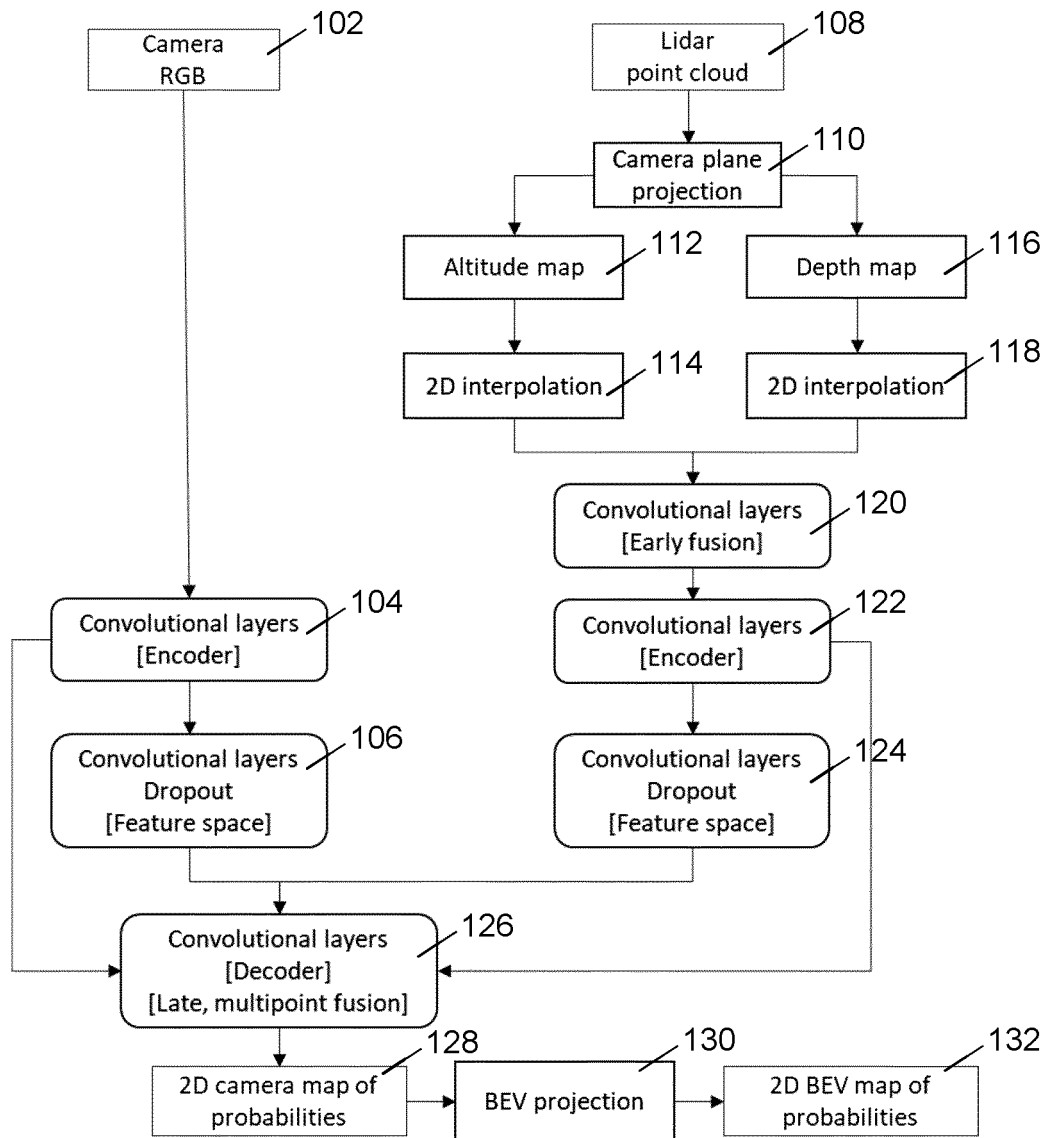 102
Camera
RGB
108
Lidar
point cloud
110
Camera plane
projection
112
Altitude map
116
Depth map
114
2D interpolation
118
2D interpolation
120
Convolutional layers
[Early fusion]
104
Convolutional layers
[Encoder]
122
Convolutional layers
[Encoder]
106
Convolutional layers
Dropout
[Feature space]
124
Convolutional layers
Dropout
[Feature space]
126
Convolutional layers
[Decoder]
[Late, multipoint fusion]
128
2D camera map of
probabilities
130
BEV projection
132
2D BEV map of
probabilities